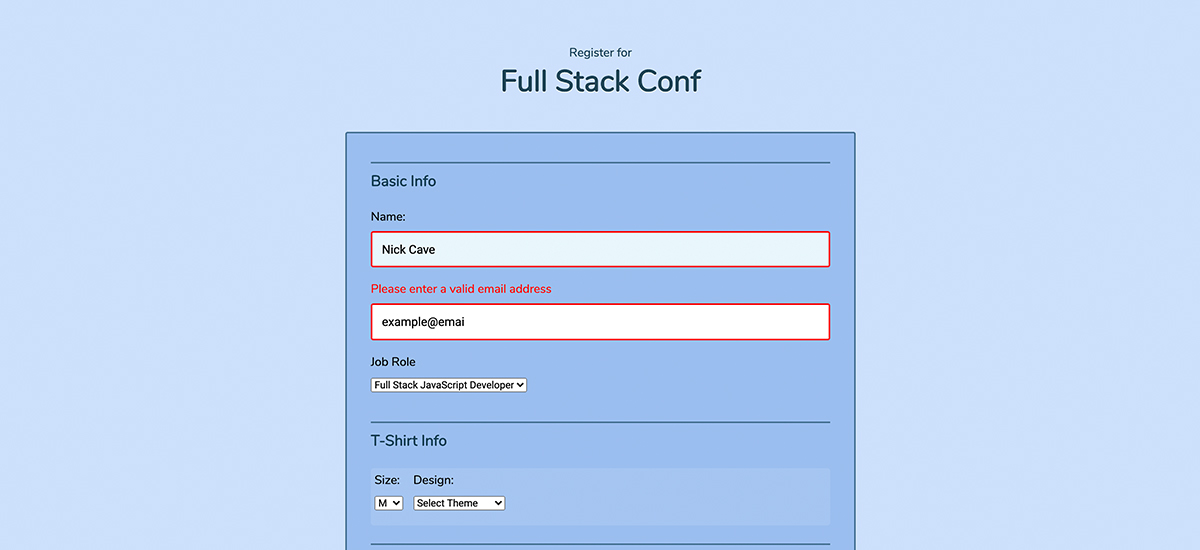 Register for
Full Stack Conf
Basic Info
Name:
Nick Cave
Please enter a valid email address
example@emai
Job Role
Full Stack JavaScript Developer
T-Shirt Info
Size: Design:
M Select Theme